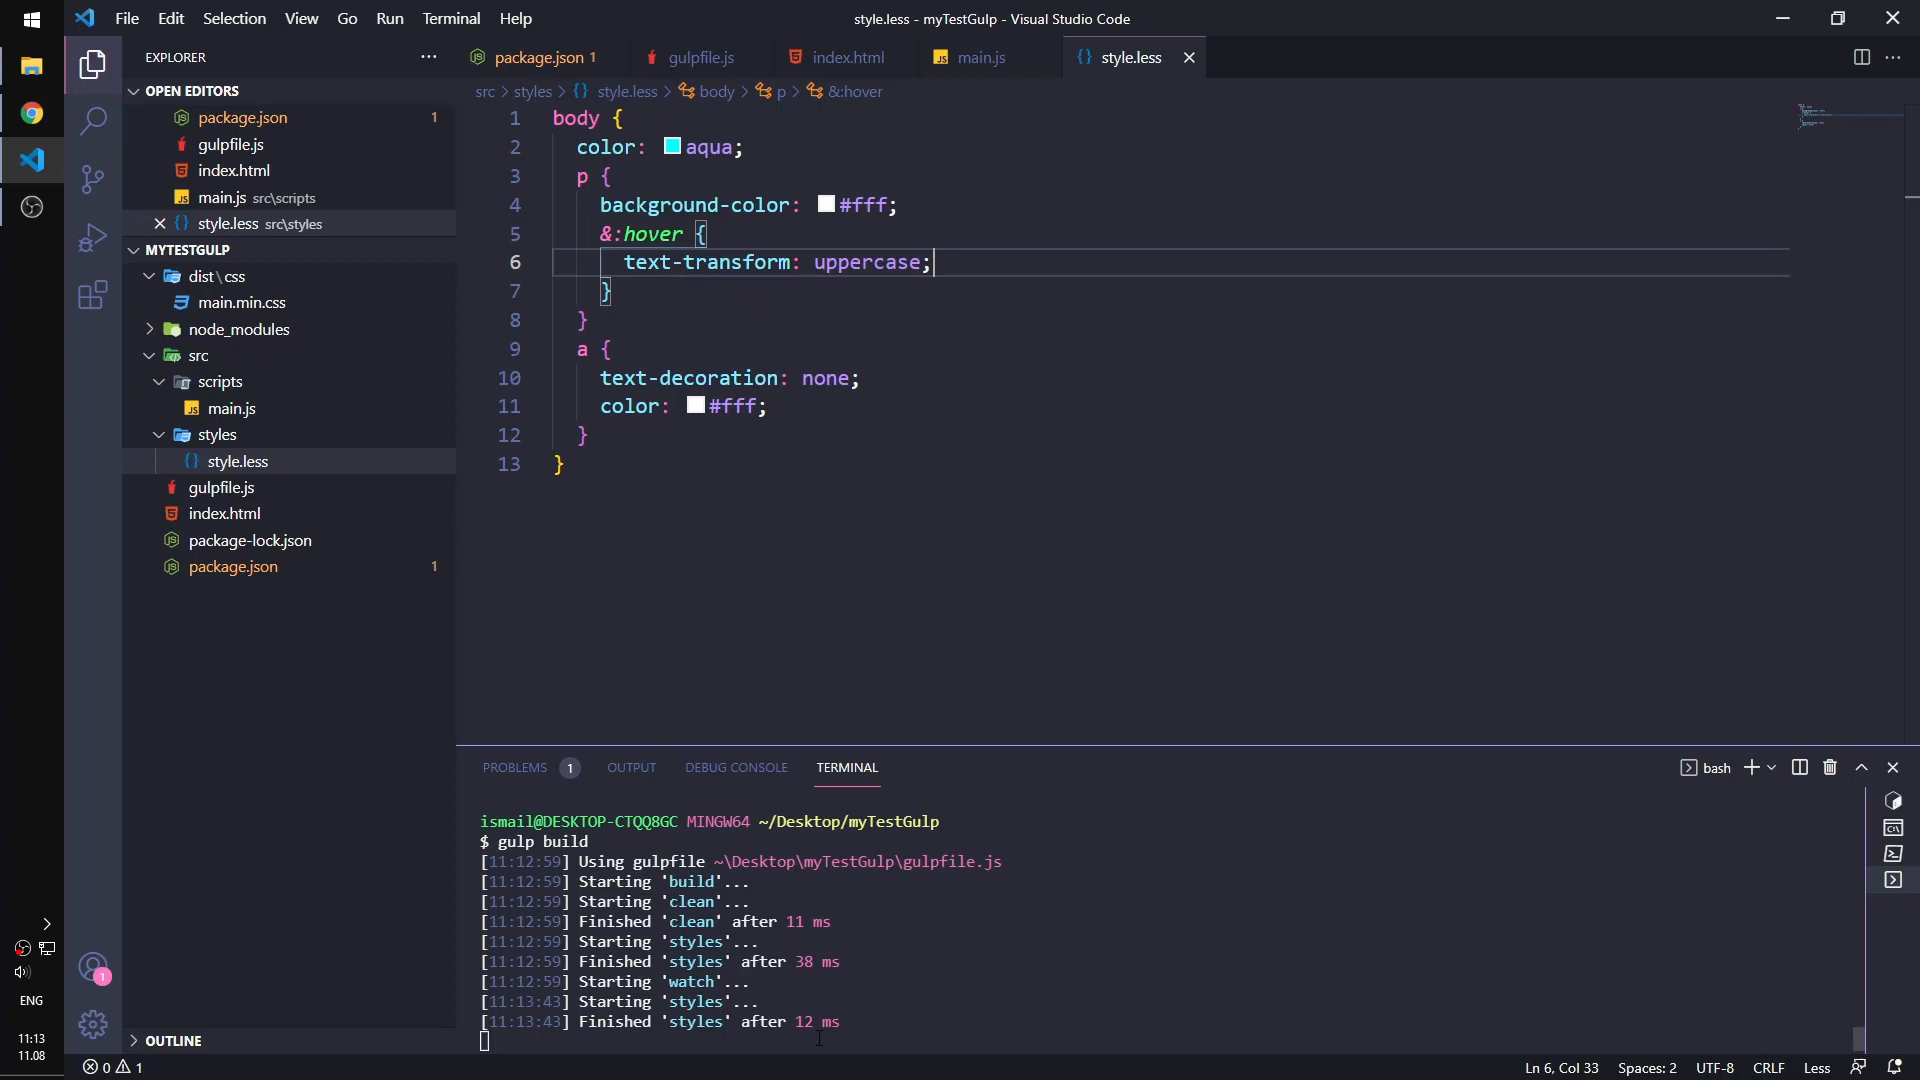 File Edit Selection View Go Run Terminal Help
style.less - myTestGulp - Visual Studio Code
EXPLORER
package.json 1
gulpfile.js
index.html
main.js
style.less
OPEN EDITORS
package.json 1
gulpfile.js
index.html
main.js src\scripts
style.less src\styles
MYTESTGULP
dist\css
main.min.css
node_modules
src
scripts
main.js
styles
style.less
gulpfile.js
index.html
package-lock.json
package.json 1
OUTLINE
src > styles > {} style.less > body > p > &:hover
1 body {
2 color: aqua;
3 p {
4 background-color: #fff;
5 &:hover {
6 text-transform: uppercase;
7 }
8 }
9 a {
10 text-decoration: none;
11 color: #fff;
12 }
13 }
PROBLEMS 1 OUTPUT DEBUG CONSOLE TERMINAL
bash
ismail@DESKTOP-CTQQ8GC MINGW64 ~/Desktop/myTestGulp
$ gulp build
[11:12:59] Using gulpfile ~\Desktop\myTestGulp\gulpfile.js
[11:12:59] Starting 'build'...
[11:12:59] Starting 'clean'...
[11:12:59] Finished 'clean' after 11 ms
[11:12:59] Starting 'styles'...
[11:12:59] Finished 'styles' after 38 ms
[11:12:59] Starting 'watch'...
[11:13:43] Starting 'styles'...
[11:13:43] Finished 'styles' after 12 ms
1
ENG
11:13
11.08
0 1
Ln 6, Col 33 Spaces: 2 UTF-8 CRLF Less